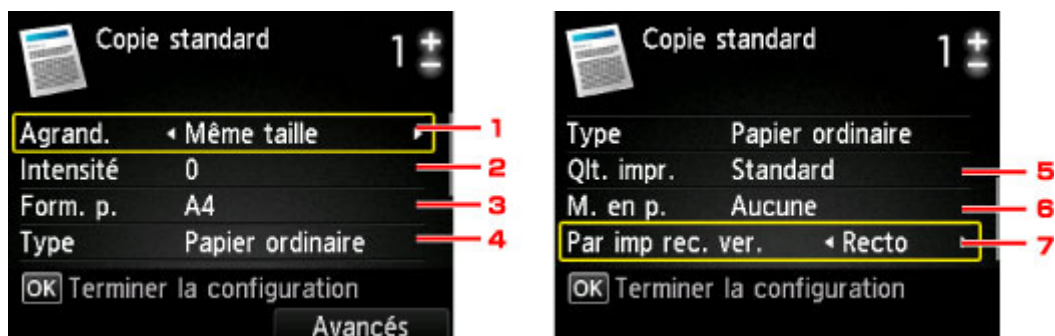 Copie standard 1 + -
Agrand. Même taille 1
Intensité 0 2
Form. p. A4 3
Type Papier ordinaire 4
OK Terminer la configuration
Avancés
Copie standard 1 + -
Type Papier ordinaire
Qlt. impr. Standard 5
M. en p. Aucune 6
Par imp rec. ver. Recto 7
OK Terminer la configuration